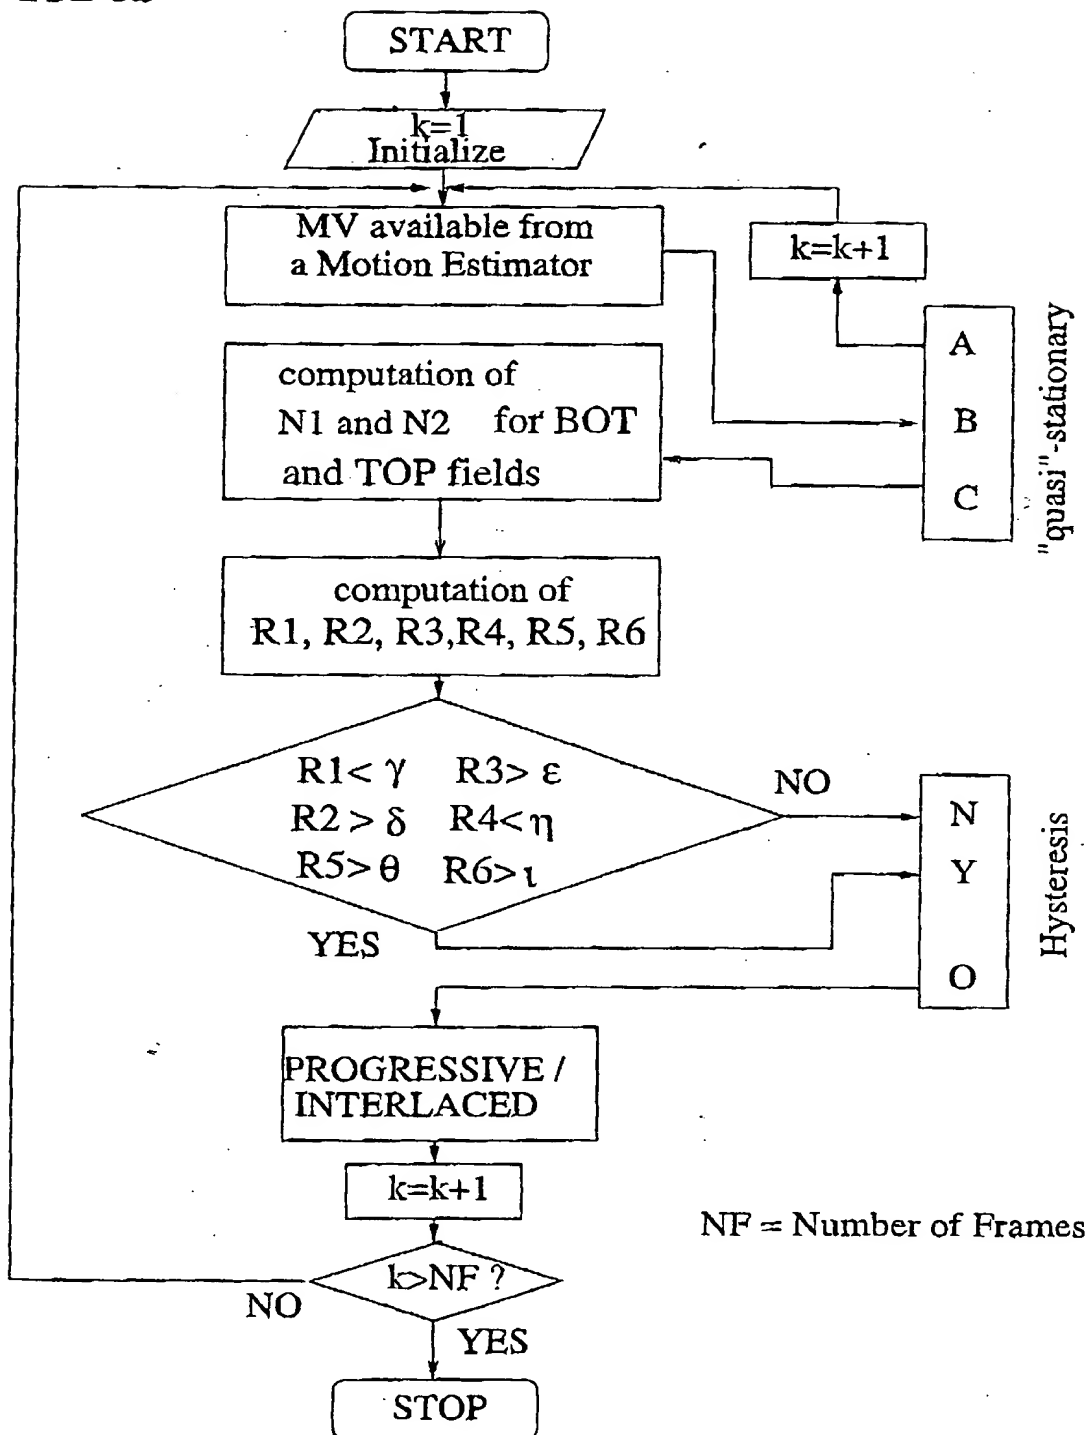 START
k=1
Initialize
MV available from
a Motion Estimator
k=k+1
A
B
C
"quasi"-stationary
computation of
N1 and N2 for BOT
and TOP fields
computation of
R1, R2, R3,R4, R5, R6
R1< γ R3> ε
R2 > δ R4<η
R5>θ R6>ι
NO
YES
N
Y
O
Hysteresis
PROGRESSIVE /
INTERLACED
k=k+1
NF = Number of Frames
k>NF ?
NO
YES
STOP